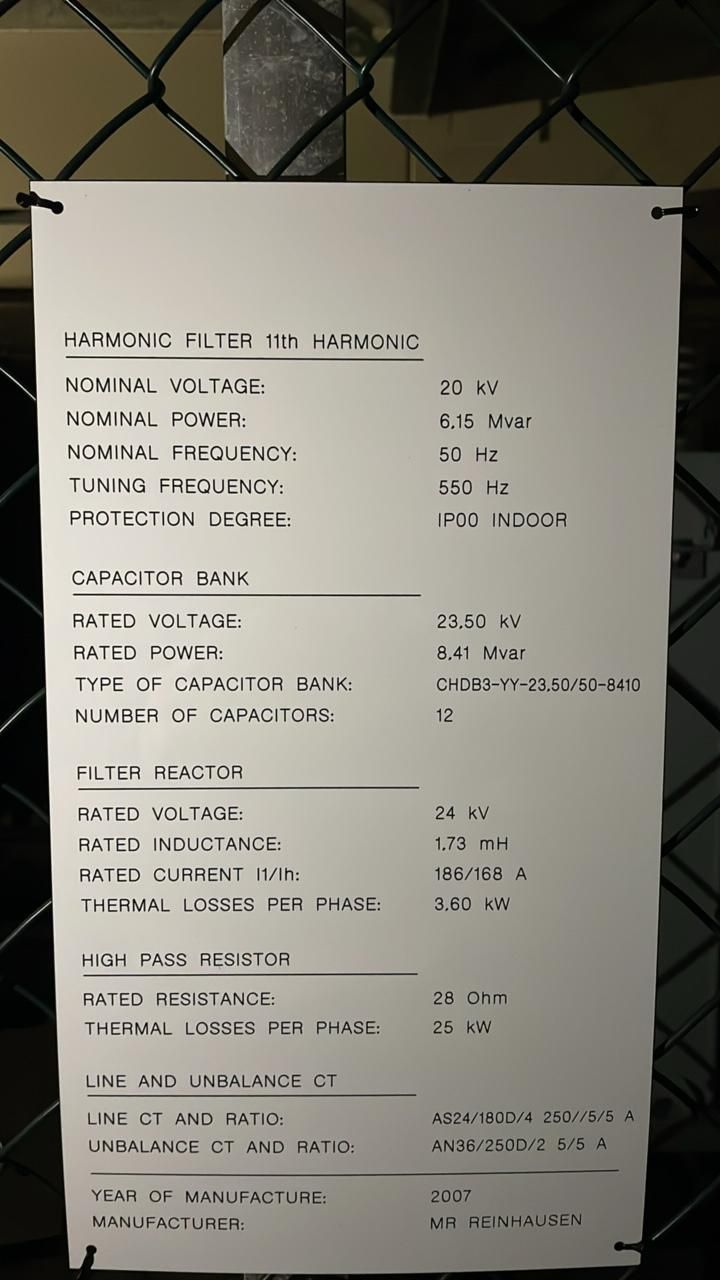 HARMONIC FILTER 11th HARMONIC
NOMINAL VOLTAGE: 20 kV
NOMINAL POWER: 6,15 Mvar
NOMINAL FREQUENCY: 50 Hz
TUNING FREQUENCY: 550 Hz
PROTECTION DEGREE: IP00 INDOOR
CAPACITOR BANK
RATED VOLTAGE: 23,50 kV
RATED POWER: 8,41 Mvar
TYPE OF CAPACITOR BANK: CHDB3-YY-23,50/50-8410
NUMBER OF CAPACITORS: 12
FILTER REACTOR
RATED VOLTAGE: 24 kV
RATED INDUCTANCE: 1,73 mH
RATED CURRENT I1/Ih: 186/168 A
THERMAL LOSSES PER PHASE: 3,60 kW
HIGH PASS RESISTOR
RATED RESISTANCE: 28 Ohm
THERMAL LOSSES PER PHASE: 25 kW
LINE AND UNBALANCE CT
LINE CT AND RATIO: AS24/180D/4 250//5/5 A
UNBALANCE CT AND RATIO: AN36/250D/2 5/5 A
YEAR OF MANUFACTURE: 2007
MANUFACTURER: MR REINHAUSEN